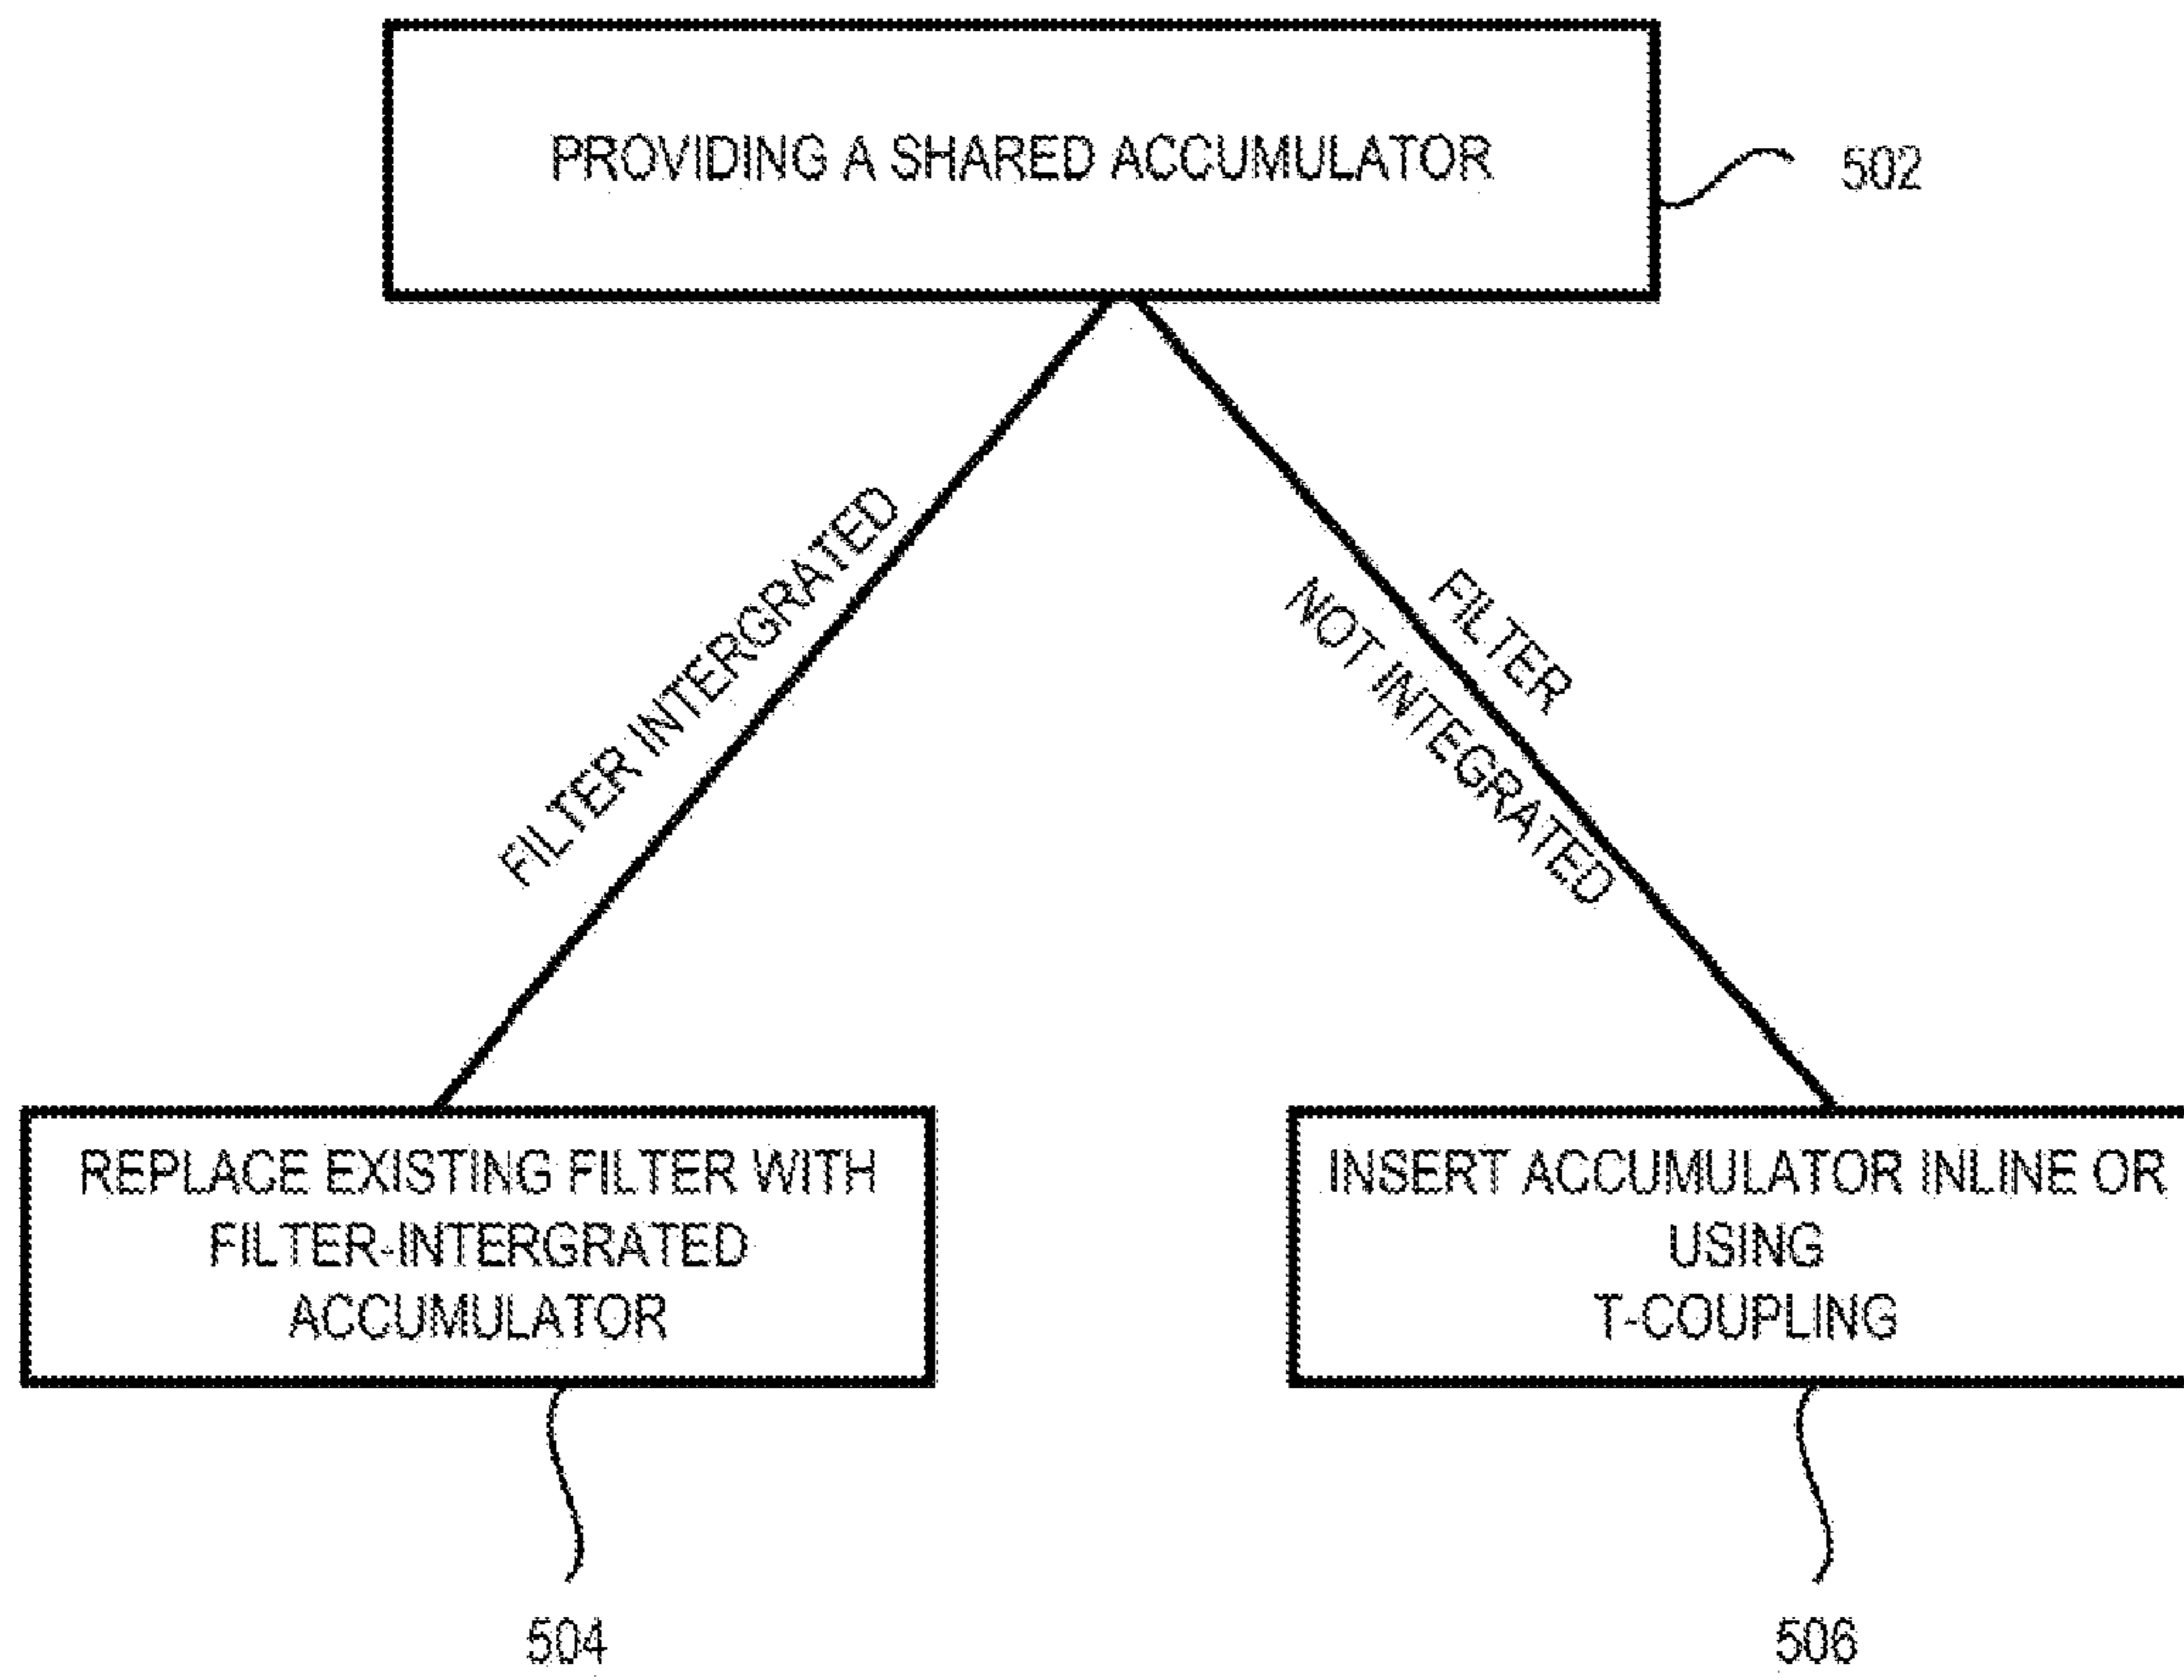 PROVIDING A SHARED ACCUMULATOR
502
FILTER INTERGRATED
FILTER
NOT INTEGRATED
REPLACE EXISTING FILTER WITH
FILTER-INTERGRATED
ACCUMULATOR
INSERT ACCUMULATOR INLINE OR
USING
T-COUPLING
504
506